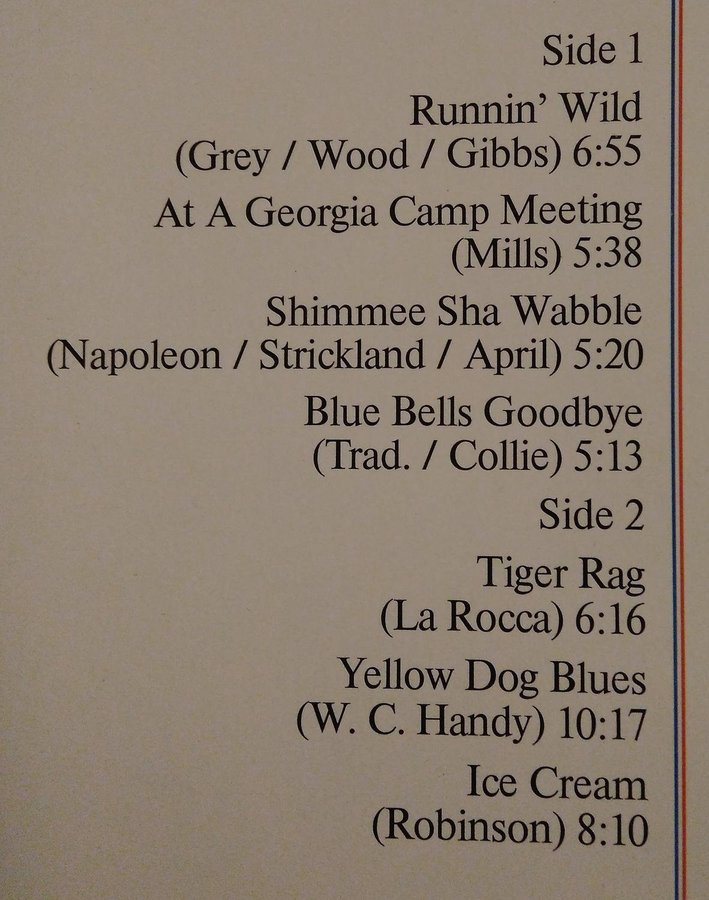 Side 1
Runnin’ Wild
(Grey / Wood / Gibbs) 6:55
At A Georgia Camp Meeting
(Mills) 5:38
Shimmee Sha Wabble
(Napoleon / Strickland / April) 5:20
Blue Bells Goodbye
(Trad. / Collie) 5:13
Side 2
Tiger Rag
(La Rocca) 6:16
Yellow Dog Blues
(W. C. Handy) 10:17
Ice Cream
(Robinson) 8:10